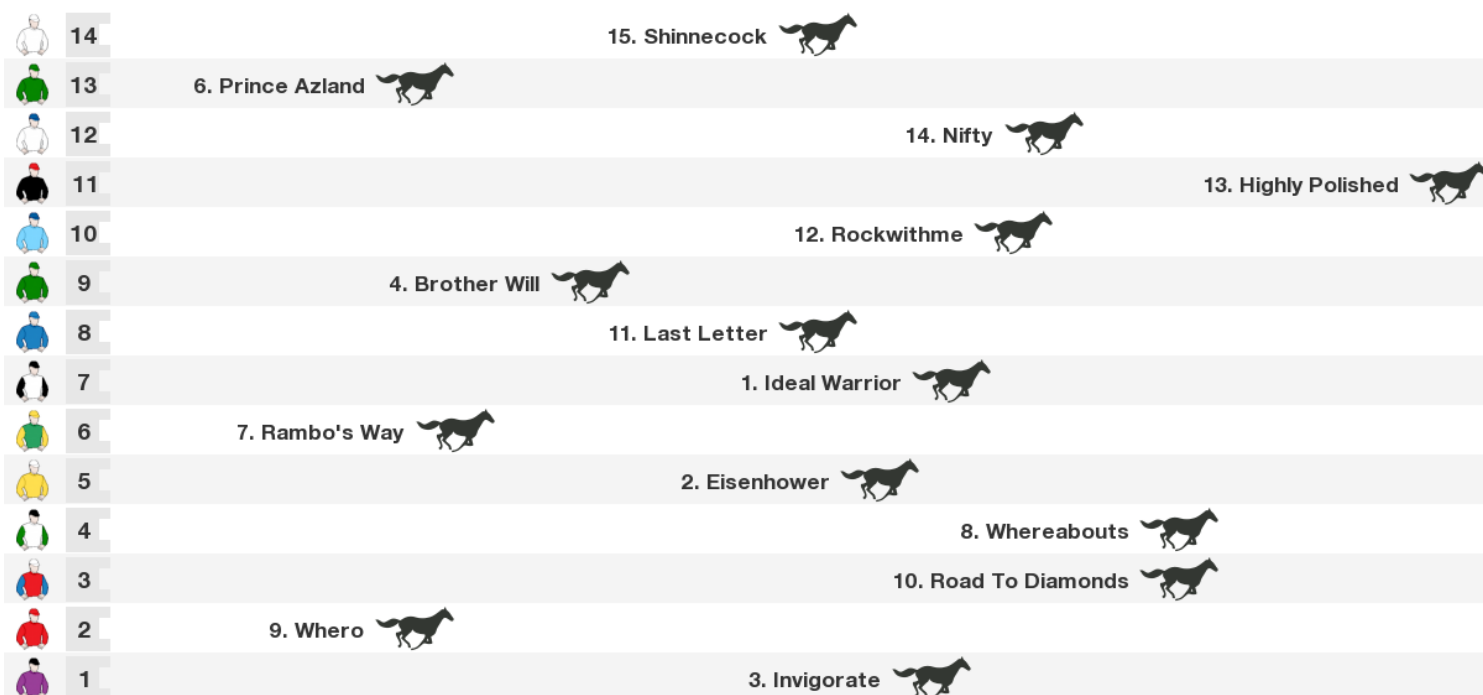 14 15. Shinnecock
13 6. Prince Azland
12 14. Nifty
11 13. Highly Polished
10 12. Rockwithme
9 4. Brother Will
8 11. Last Letter
7 1. Ideal Warrior
6 7. Rambo's Way
5 2. Eisenhower
4 8. Whereabouts
3 10. Road To Diamonds
2 9. Whero
1 3. Invigorate